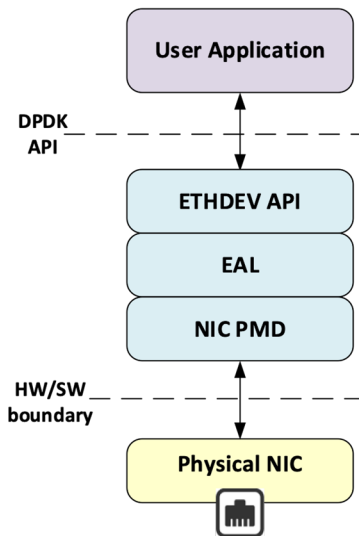 User Application
DPDK
API
ETHDEV API
EAL
NIC PMD
HW/SW
boundary
Physical NIC